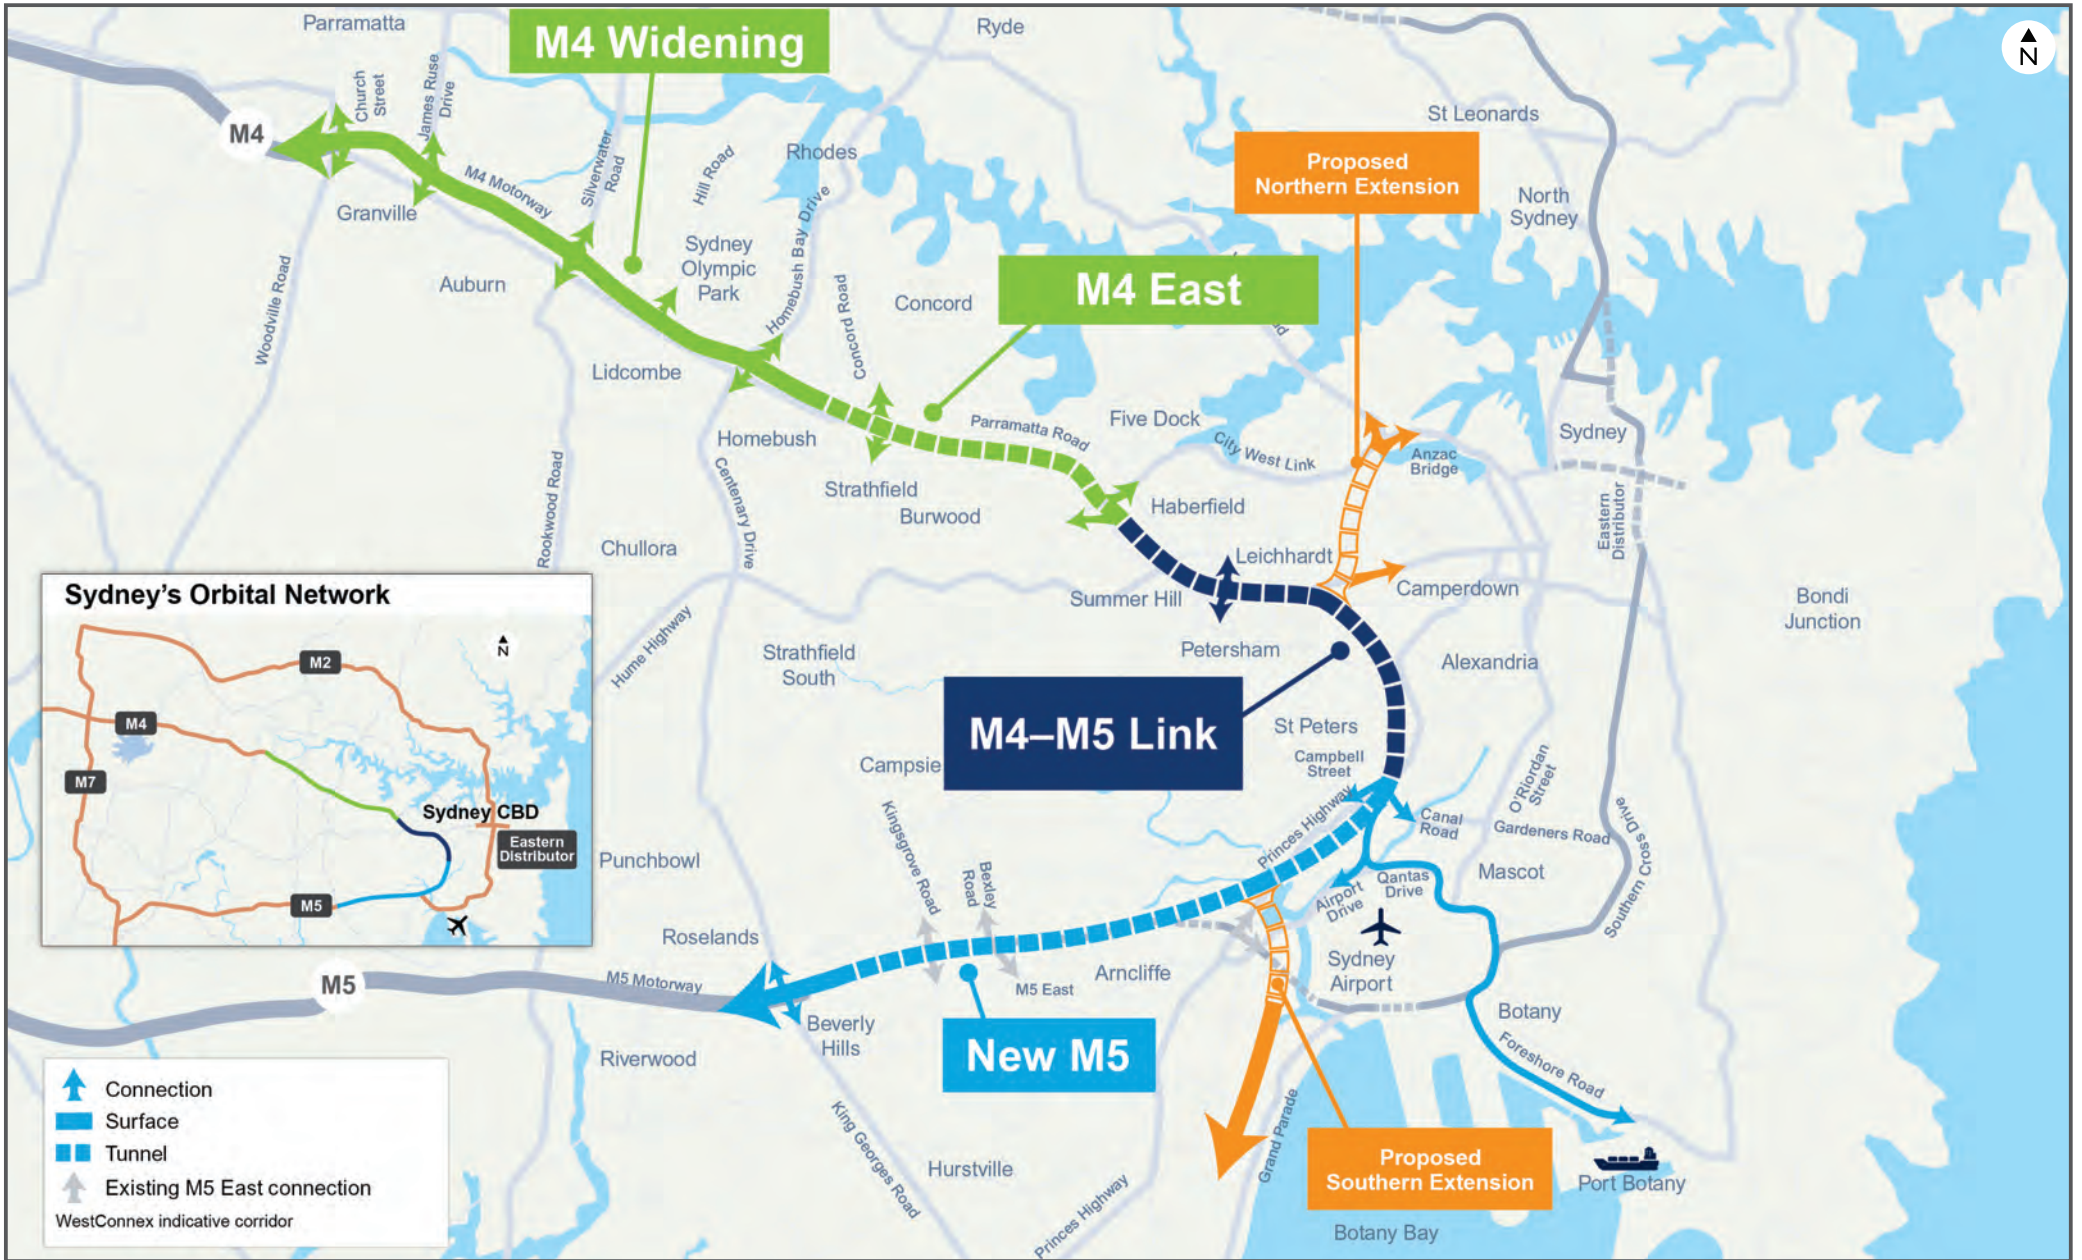 Parramatta
M4 Widening
Ryde
N
Church
Street
James Ruse
Drive
M4
St Leonards
Silverwater
Road
Hill Road
Rhodes
Proposed
Northern Extension
M4 Motorway
Granville
North
Sydney
Homebush Bay Drive
Sydney
Olympic
Park
Auburn
Woodville Road
Concord Road
Concord
M4 East
Lidcombe
Homebush
Parramatta Road
Five Dock
City West Link
Anzac
Bridge
Sydney
Centenary Drive
Strathfield
Burwood
Haberfield
Eastern
Distributor
Rookwood Road
Chullora
Leichhardt
Summer Hill
Camperdown
Bondi
Junction
Sydney's Orbital Network
N
M2
M4
M7
Sydney CBD
Eastern
Distributor
M5
Hume Highway
Strathfield
South
Petersham
Alexandria
M4–M5 Link
St Peters
Campbell
Street
Campsie
O'Riordan
Street
Princes Highway
Canal
Road
Gardeners Road
Southern Cross Drive
Kingsgrove Road
Bexley
Road
Punchbowl
Mascot
Qantas
Drive
Airport
Drive
Roselands
Sydney
Airport
M5
M5 Motorway
Arncliffe
M5 East
Botany
Beverly
Hills
New M5
Foreshore Road
Riverwood
Connection
Surface
Tunnel
Existing M5 East connection
WestConnex indicative corridor
King Georges Road
Hurstville
Princes Highway
Grand Parade
Proposed
Southern Extension
Port Botany
Botany Bay